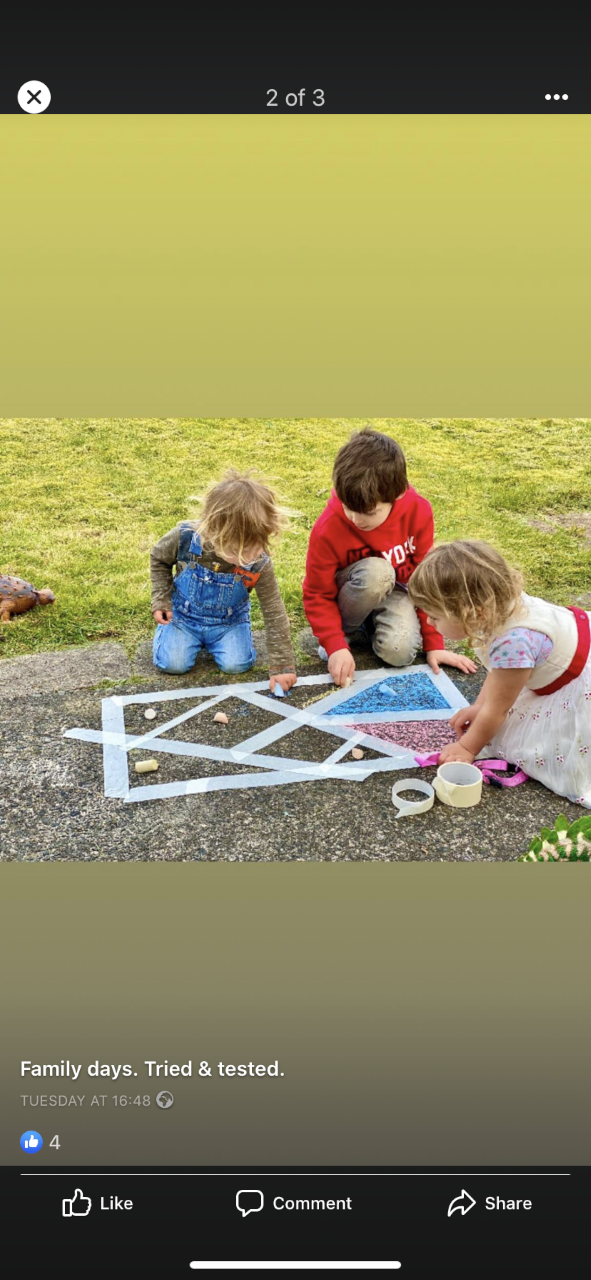 2 of 3
Family days. Tried & tested.
TUESDAY AT 16:48
4
Like
Comment
Share